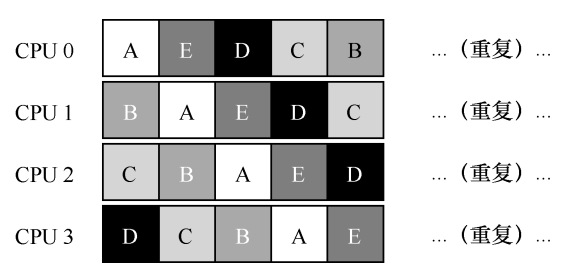 CPU 0 A E D C B … （重复） …
CPU 1 B A E D C … （重复） …
CPU 2 C B A E D … （重复） …
CPU 3 D C B A E … （重复） …